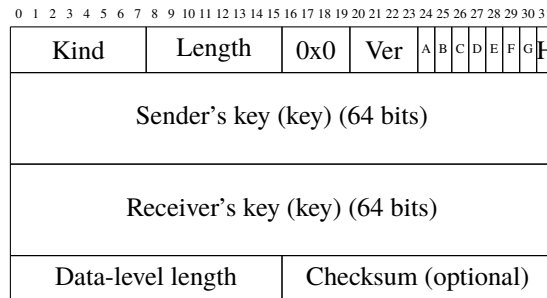 0 1 2 3 4 5 6 7 8 9 10 11 12 13 14 15 16 17 18 19 20 21 22 23 24 25 26 27 28 29 30 3
Kind Length 0x0 Ver A B C D E F G H
Sender's key (key) (64 bits)
Receiver's key (key) (64 bits)
Data-level length Checksum (optional)